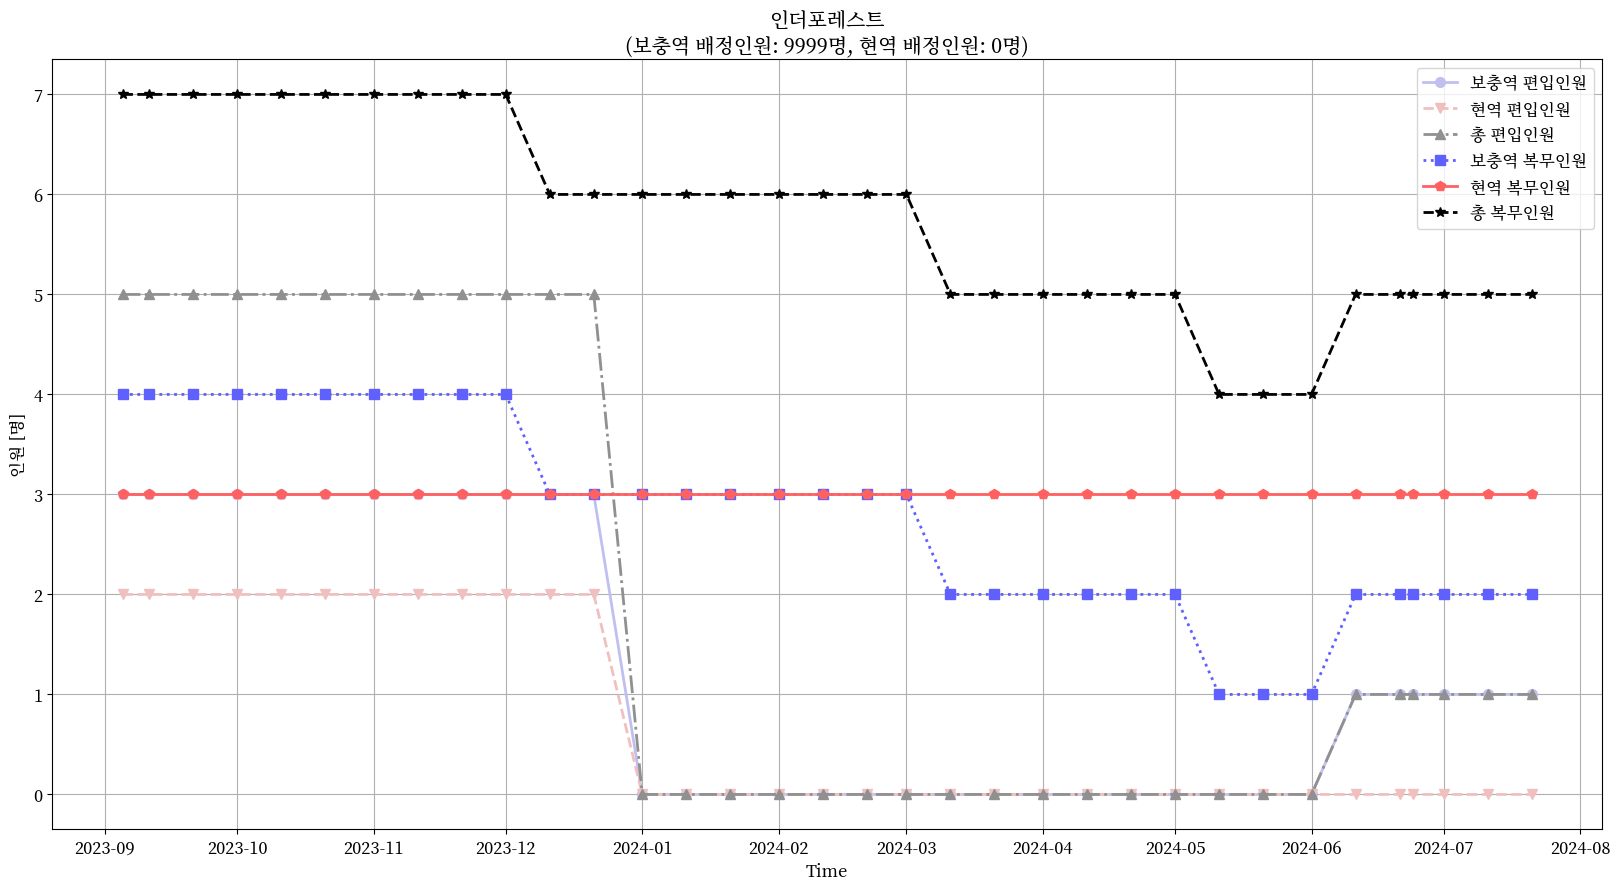 인더포레스트
(보충역 배정인원: 9999명, 현역 배정인원: 0명)
보충역 편입인원
현역 편입인원
총 편입인원
보충역 복무인원
현역 복무인원
총 복무인원
인원 [명]
7
6
5
4
3
2
1
0
2023-09
2023-10
2023-11
2023-12
2024-01
2024-02
2024-03
2024-04
2024-05
2024-06
2024-07
2024-08
Time